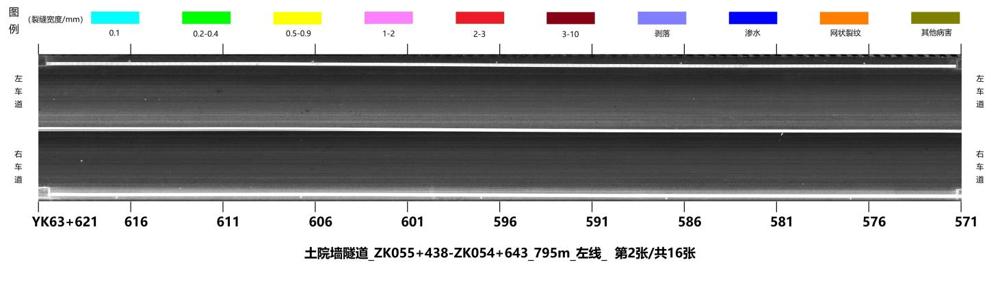 图例
(裂缝宽度/mm)
0.1 0.2-0.4 0.5-0.9 1-2 2-3 3-10 剥落 渗水 网状裂纹 其他病害
左车道 左车道
右车道 右车道
YK63+621 616 611 606 601 596 591 586 581 576 571
土院墙隧道_ZK055+438-ZK054+643_795m_左线_ 第2张/共16张